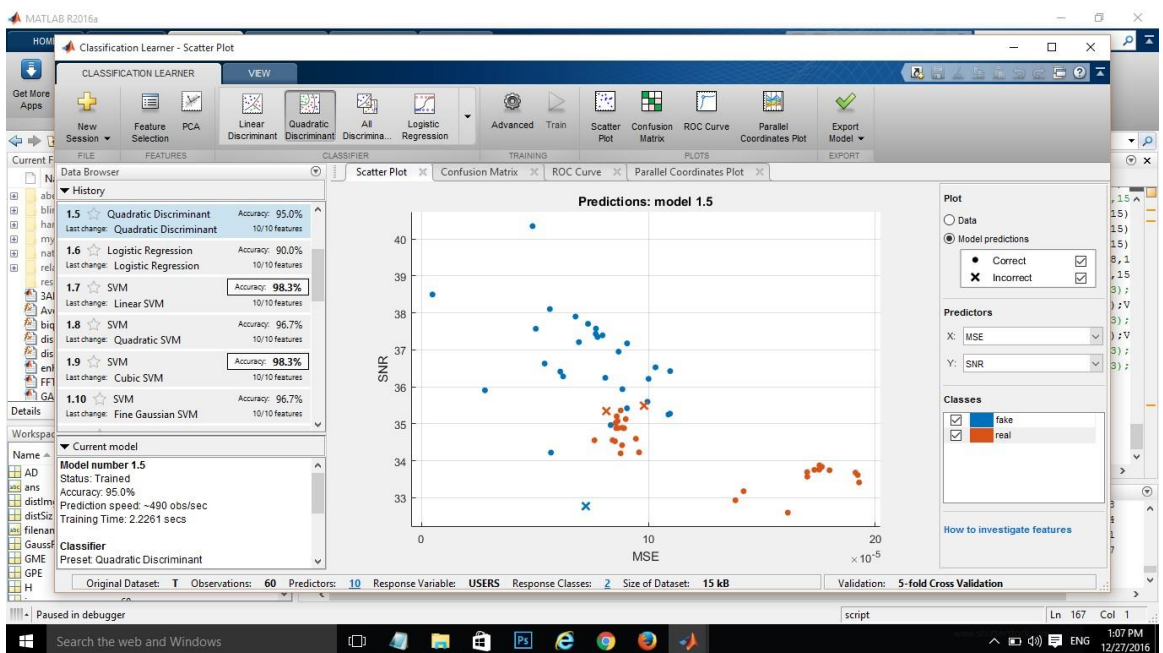 MATLAB R2016a
HOM
Classification Learner - Scatter Plot
CLASSIFICATION LEARNER VIEW
Get More
Apps
New
Session
Feature
Selection
PCA
Linear
Discriminant
Quadratic
Discriminant
All
Discrimina...
Logistic
Regression
Advanced Train
Scatter
Plot
Confusion
Matrix
ROC Curve
Parallel
Coordinates Plot
Export
Model
FILE FEATURES CLASSIFIER TRAINING PLOTS EXPORT
Current F
Data Browser
Scatter Plot Confusion Matrix ROC Curve Parallel Coordinates Plot
History
1.5 Quadratic Discriminant Accuracy: 95.0%
Last change: Quadratic Discriminant 10/10 features
1.6 Logistic Regression Accuracy: 90.0%
Last change: Logistic Regression 10/10 features
1.7 SVM Accuracy: 98.3%
Last change: Linear SVM 10/10 features
1.8 SVM Accuracy: 96.7%
Last change: Quadratic SVM 10/10 features
1.9 SVM Accuracy: 98.3%
Last change: Cubic SVM 10/10 features
1.10 SVM Accuracy: 96.7%
Last change: Fine Gaussian SVM 10/10 features
Current model
Model number 1.5
Status: Trained
Accuracy: 95.0%
Prediction speed: ~490 obs/sec
Training Time: 2.2261 secs
Classifier
Preset: Quadratic Discriminant
Details
Workspac
Name
AD
ans
distIm
distSiz
filenan
GaussF
GME
GPE
H
Predictions: model 1.5
40
39
38
37
36
35
34
33
SNR
0 10 20
MSE
×10-5
Plot
Data
Model predictions
Correct
Incorrect
Predictors
X: MSE
Y: SNR
Classes
fake
real
How to investigate features
Original Dataset: T Observations: 60 Predictors: 10 Response Variable: USERS Response Classes: 2 Size of Dataset: 15 kB Validation: 5-fold Cross Validation
Paused in debugger script Ln 167 Col 1
Search the web and Windows
Ps
ENG
1:07 PM
12/27/2016